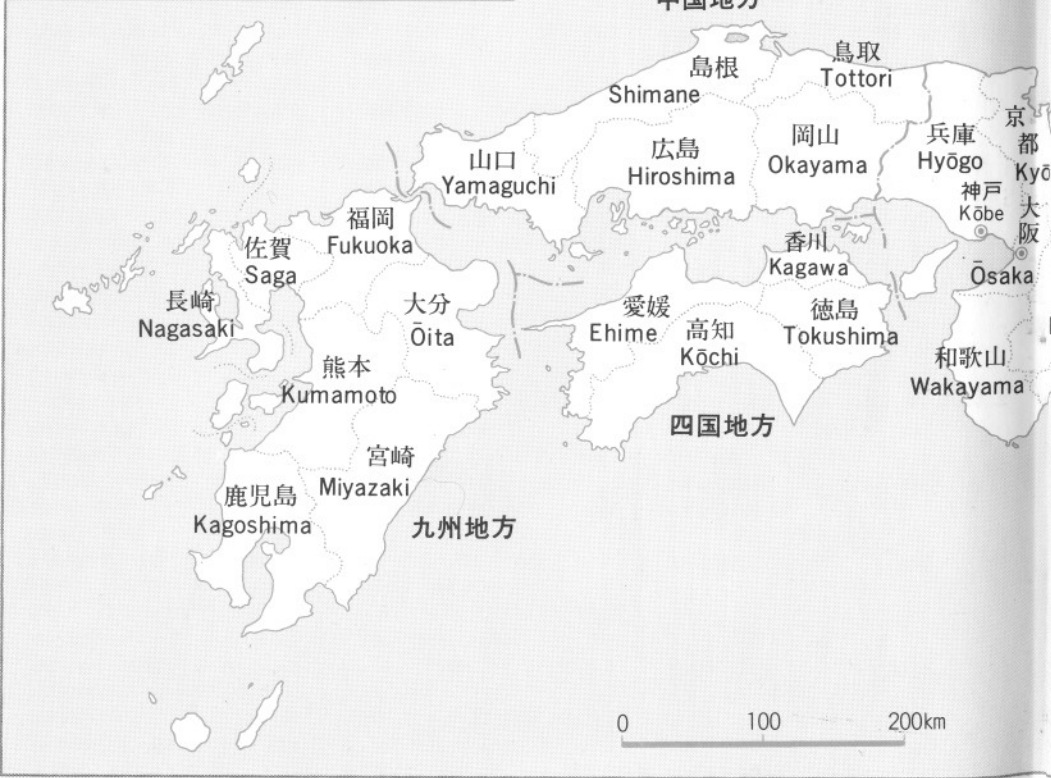 中国地方
島根
Shimane
鳥取
Tottori
岡山
Okayama
広島
Hiroshima
山口
Yamaguchi
兵庫
Hyōgo
神戸
Kōbe
京
都
Kyō
大
阪
Ōsaka
和歌山
Wakayama
香川
Kagawa
徳島
Tokushima
愛媛
Ehime
高知
Kōchi
四国地方
福岡
Fukuoka
佐賀
Saga
長崎
Nagasaki
大分
Ōita
熊本
Kumamoto
宮崎
Miyazaki
鹿児島
Kagoshima
九州地方
0 100 200km